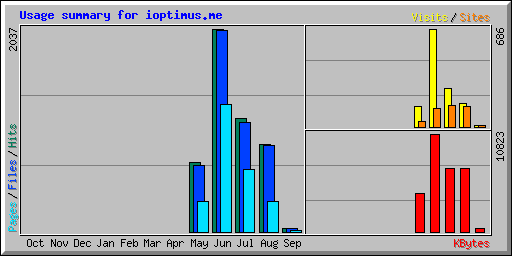 Usage summary for ioptimus.me
Visits/Sites
2037
686
10823
Pages/Files/Hits
Oct Nov Dec Jan Feb Mar Apr May Jun Jul Aug Sep
KBytes